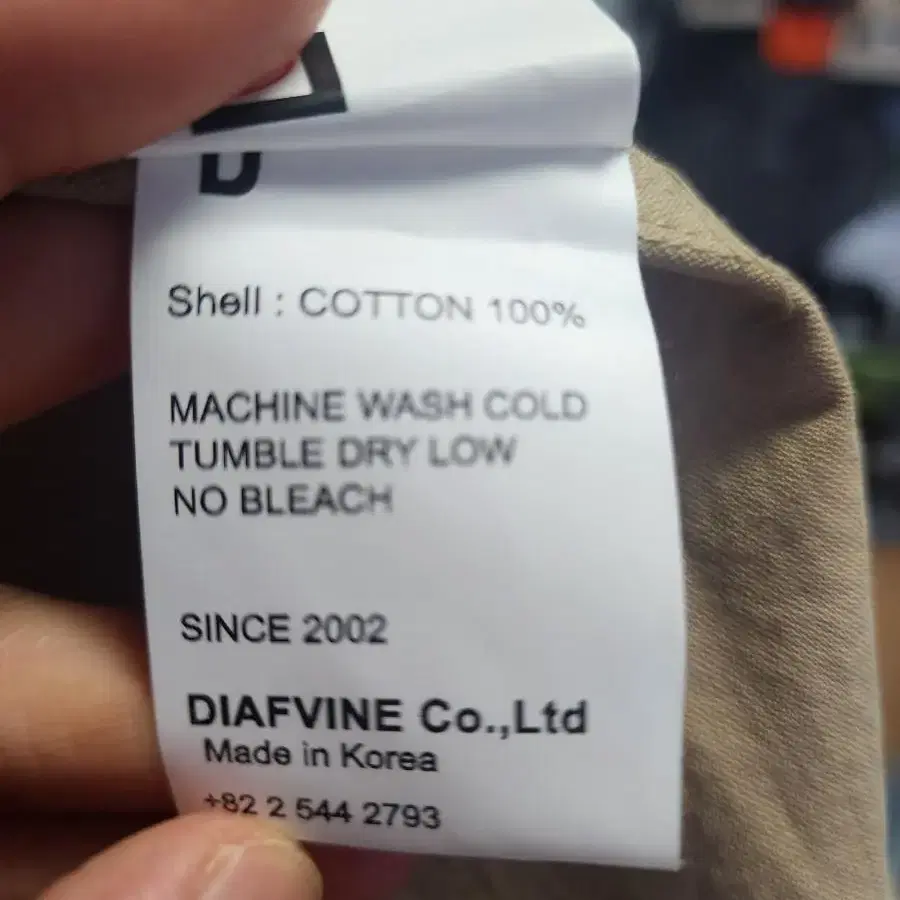 Shell : COTTON 100%
MACHINE WASH COLD
TUMBLE DRY LOW
NO BLEACH
SINCE 2002
DIAFVINE Co.,Ltd
Made in Korea
+82 2 544 2793